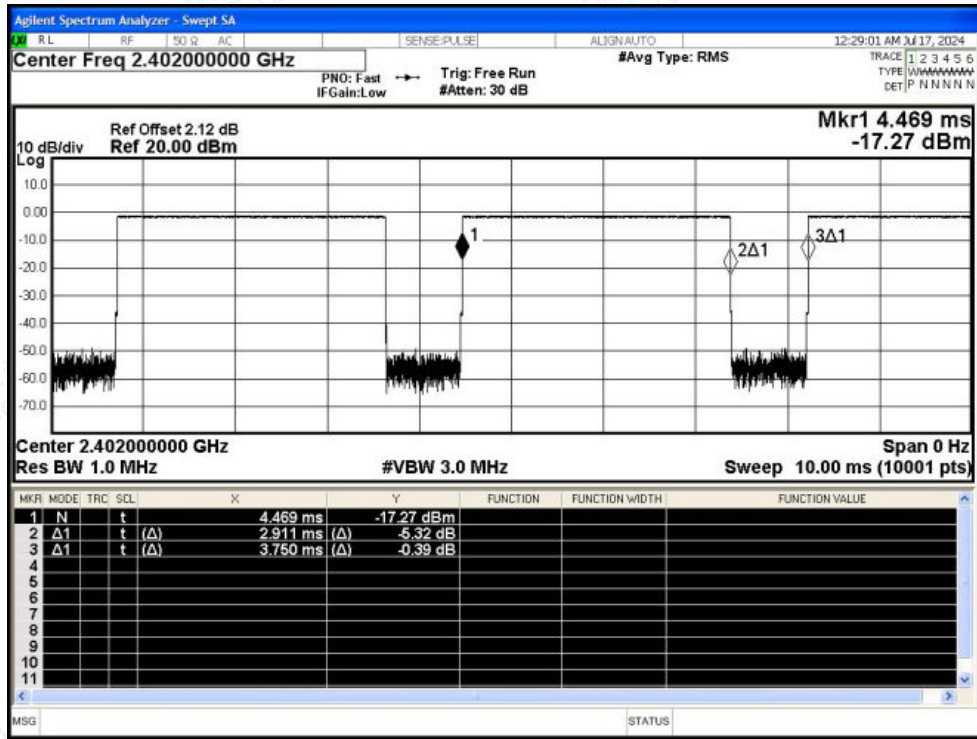 Agilent Spectrum Analyzer - Swept SA
RL RF 50 Ω AC SENSE:PULSE ALIGNAUTO 12:29:01 AM Jul 17, 2024
Center Freq 2.402000000 GHz
PNO: Fast
IFGain:Low
Trig: Free Run
#Atten: 30 dB
#Avg Type: RMS
TRACE 1 2 3 4 5 6
TYPE
DET P N N N N N
Mkr1 4.469 ms
-17.27 dBm
Ref Offset 2.12 dB
10 dB/div Ref 20.00 dBm
Log
10.0
0.00
-10.0
-20.0
-30.0
-40.0
-50.0
-60.0
-70.0
1
2Δ1
3Δ1
Center 2.402000000 GHz Span 0 Hz
Res BW 1.0 MHz #VBW 3.0 MHz Sweep 10.00 ms (10001 pts)
MKR MODE TRC SCL X Y FUNCTION FUNCTION WIDTH FUNCTION VALUE
1 N t 4.469 ms -17.27 dBm
2 Δ1 t (Δ) 2.911 ms (Δ) -5.32 dB
3 Δ1 t (Δ) 3.750 ms (Δ) -0.39 dB
4
5
6
7
8
9
10
11
MSG STATUS